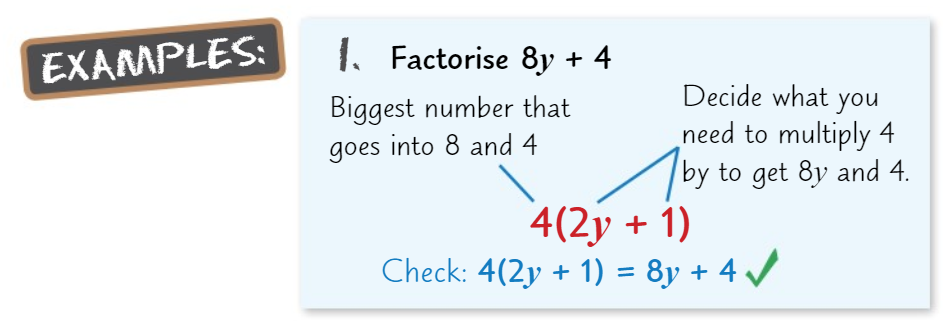 EXAMPLES:
1. Factorise 8y + 4
Biggest number that
goes into 8 and 4
Decide what you
need to multiply 4
by to get 8y and 4.
4(2y + 1)
Check: 4(2y + 1) = 8y + 4 ✓